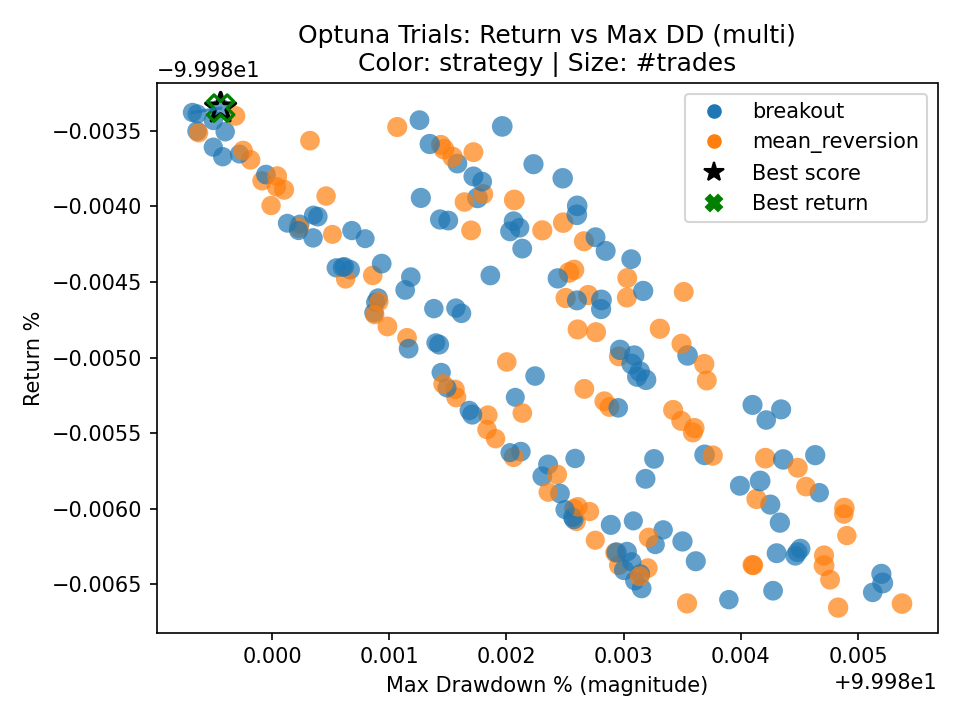 Optuna Trials: Return vs Max DD (multi)
Color: strategy | Size: #trades
−9.998e1
breakout
mean_reversion
Best score
Best return
Return %
−0.0035
−0.0040
−0.0045
−0.0050
−0.0055
−0.0060
−0.0065
0.000 0.001 0.002 0.003 0.004 0.005
+9.998e1
Max Drawdown % (magnitude)